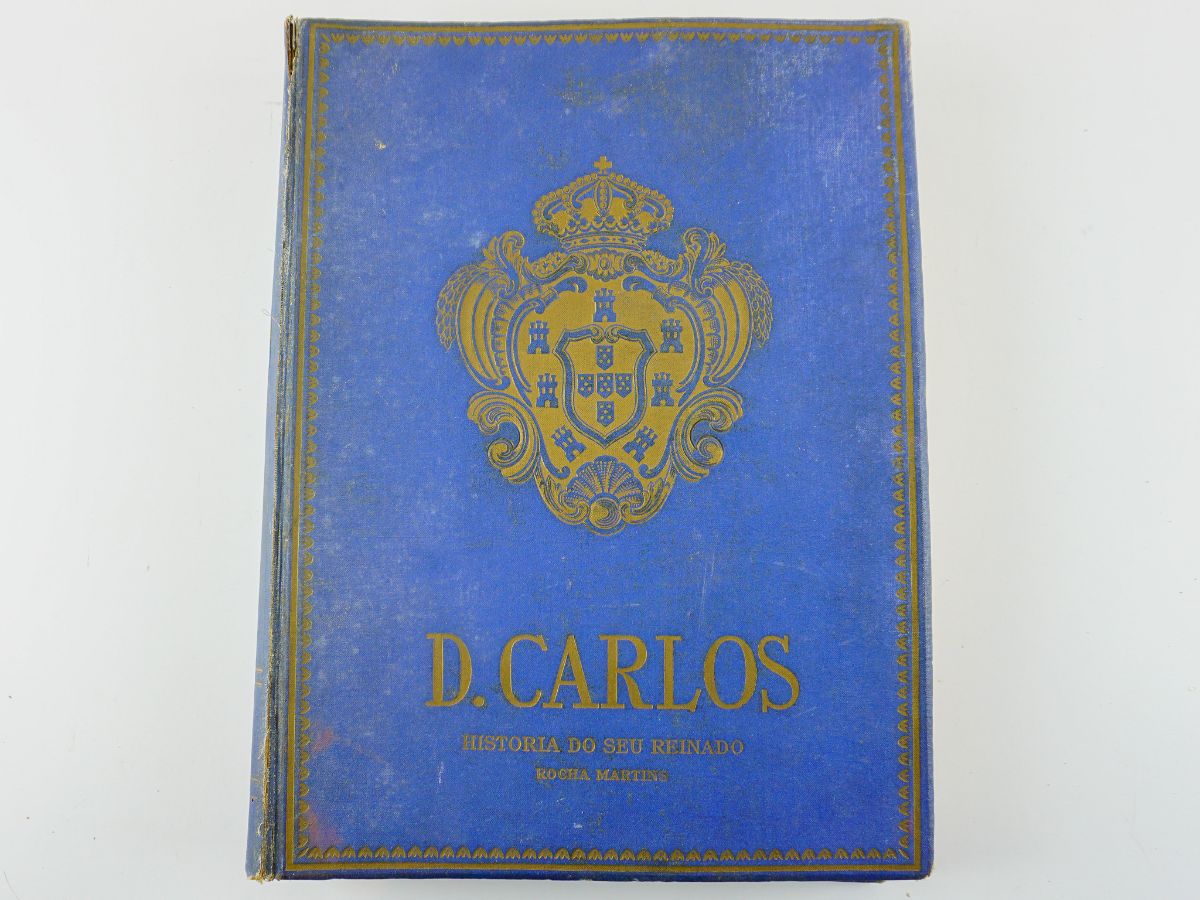 D. CARLOS
HISTORIA DO SEU REINADO
ROCHA MARTINS